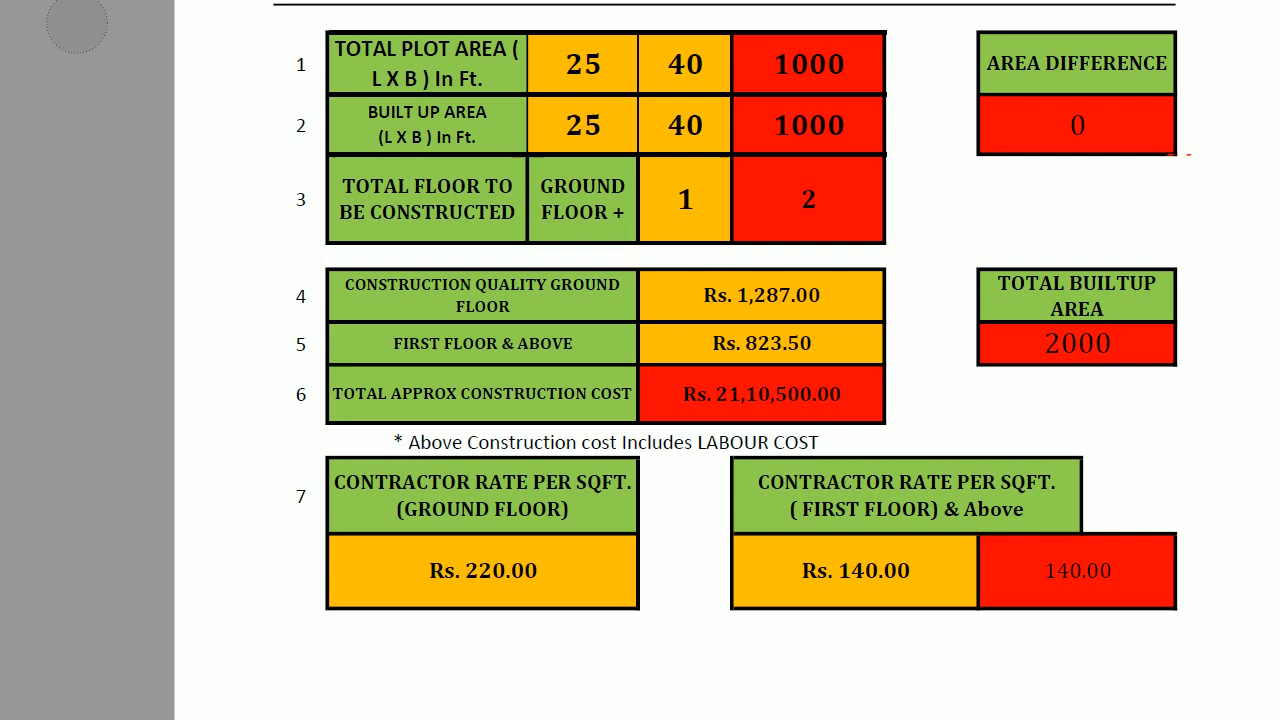 1
TOTAL PLOT AREA (
L X B ) In Ft.
25
40
1000
AREA DIFFERENCE
2
BUILT UP AREA
(L X B ) In Ft.
25
40
1000
0
3
TOTAL FLOOR TO
BE CONSTRUCTED
GROUND
FLOOR +
1
2
4
CONSTRUCTION QUALITY GROUND
FLOOR
Rs. 1,287.00
TOTAL BUILTUP
AREA
5
FIRST FLOOR & ABOVE
Rs. 823.50
2000
6
TOTAL APPROX CONSTRUCTION COST
Rs. 21,10,500.00
* Above Construction cost Includes LABOUR COST
7
CONTRACTOR RATE PER SQFT.
(GROUND FLOOR)
CONTRACTOR RATE PER SQFT.
( FIRST FLOOR) & Above
Rs. 220.00
Rs. 140.00
140.00